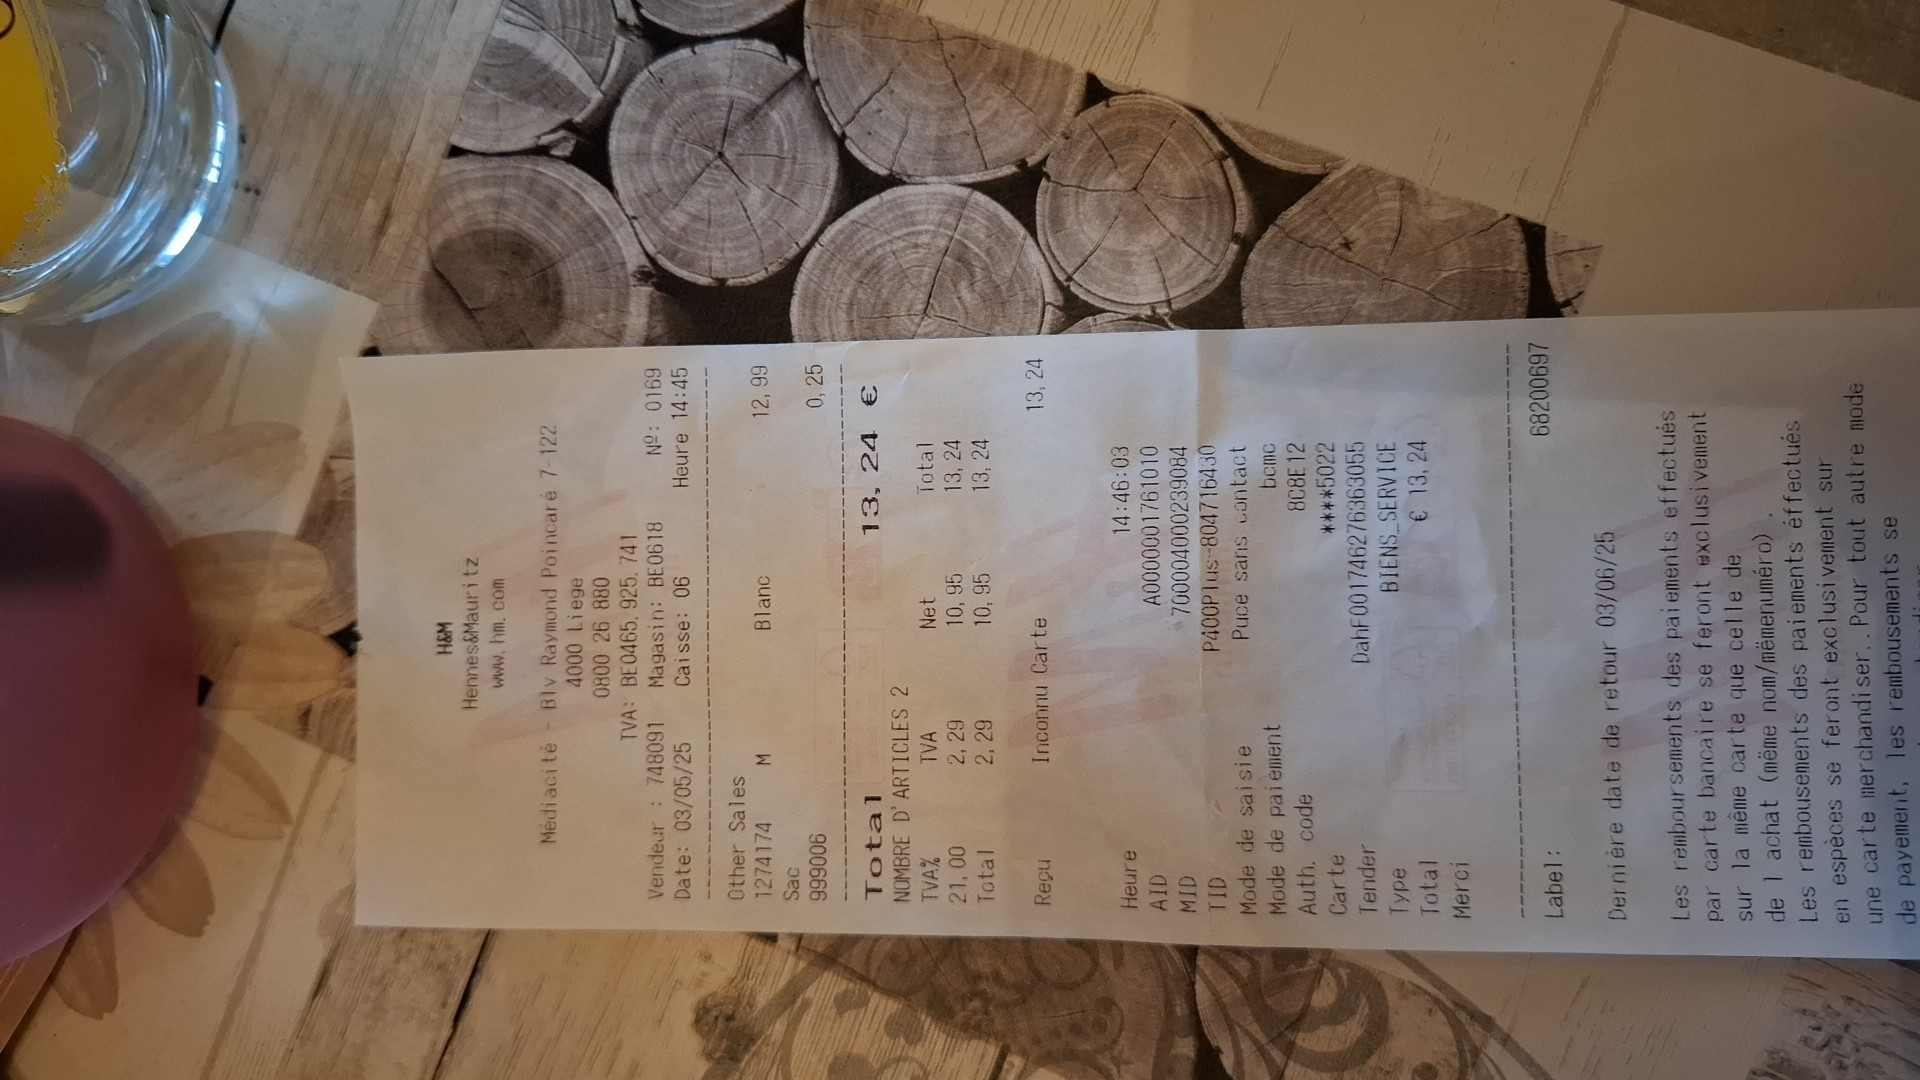 H&M
Hennes&Mauritz
www.hm.com
Médiacité - Blv Raymond Poincaré 7-122
4000 Liege
0800 26 880
TVA: BE0465.925.741
Vendeur : 748091 Magasin: BE0618 Nº: 0169
Date: 03/05/25 Caisse: 06 Heure 14:45
Other Sales
1274174 M Blanc 12,99
Sac
999006 0,25
Total 13,24 €
NOMBRE D'ARTICLES 2
TVA% TVA Net Total
21,00 2,29 10,95 13,24
Total 2,29 10,95 13,24
Reçu Inconnu Carte 13,24
Heure 14:46:03
AID A0000001761010
MID *700004000239084
TID P400Plus-804716430
Mode de saisie Puce sans contact
Mode de paiement bcmc
Auth. code 8C8E12
Carte ****5022
Tender DahF001746276363055
Type BIENS_SERVICE
Total € 13,24
Merci
Label: 68200697
Dernière date de retour 03/06/25
Les remboursements des paiements effectués
par carte bancaire se feront exclusivement
sur la même carte que celle de
de l achat (même nom/mêmenuméro) .
Les rembousements des paiements éffectués
en espèces se feront exclusivement sur
une carte merchandiser..Pour tout autre mode
de payement, les rembousements se